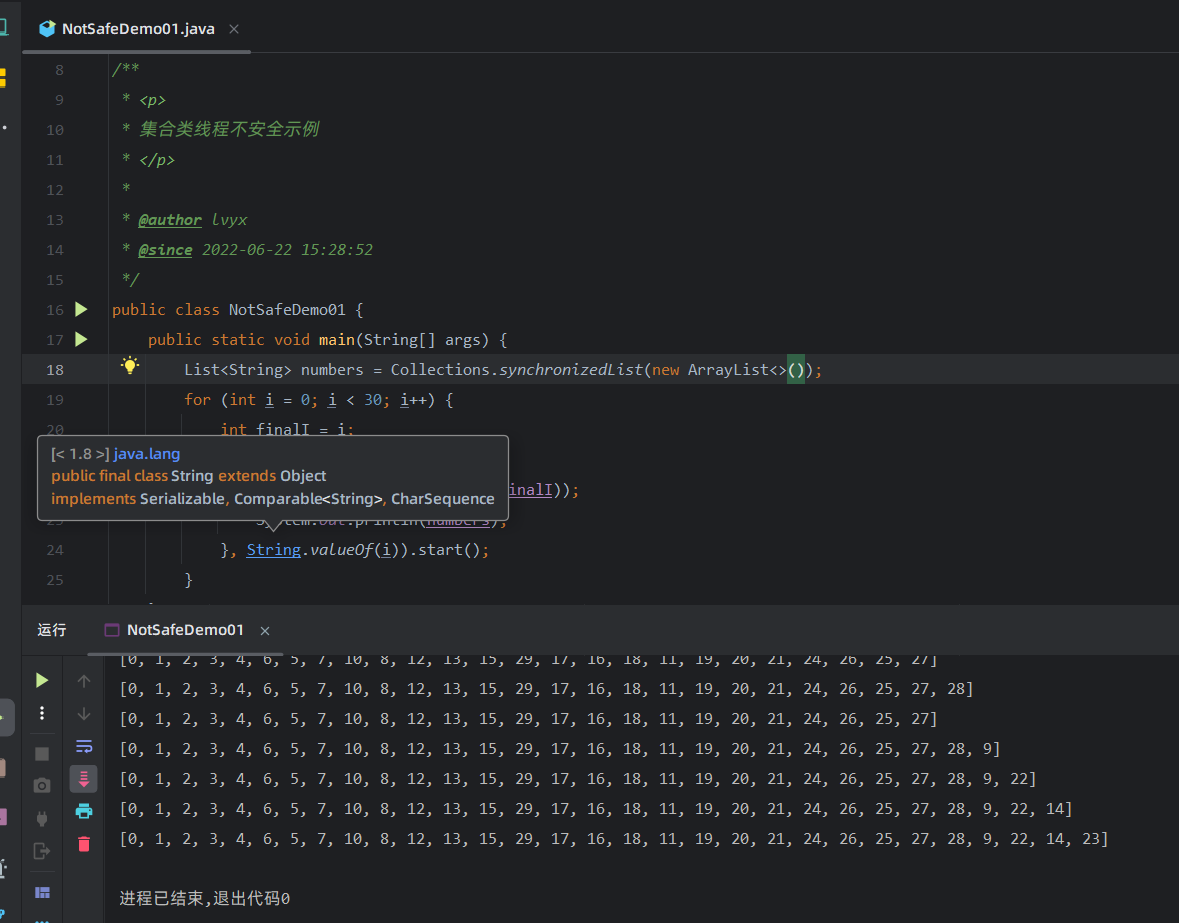 NotSafeDemo01.java
8 /**
9 * <p>
10 * 集合类线程不安全示例
11 * </p>
12 *
13 * @author lvyx
14 * @since 2022-06-22 15:28:52
15 */
16 public class NotSafeDemo01 {
17 public static void main(String[] args) {
18 List<String> numbers = Collections.synchronizedList(new ArrayList<>());
19 for (int i = 0; i < 30; i++) {
20 int finalI = i;
[< 1.8 >] java.lang
public final class String extends Object
implements Serializable, Comparable<String>, CharSequence
inalI));
System.out.println(numbers);
24 }, String.valueOf(i)).start();
25 }
运行 NotSafeDemo01
[0, 1, 2, 3, 4, 6, 5, 7, 10, 8, 12, 13, 15, 29, 17, 16, 18, 11, 19, 20, 21, 24, 26, 25, 27]
[0, 1, 2, 3, 4, 6, 5, 7, 10, 8, 12, 13, 15, 29, 17, 16, 18, 11, 19, 20, 21, 24, 26, 25, 27, 28]
[0, 1, 2, 3, 4, 6, 5, 7, 10, 8, 12, 13, 15, 29, 17, 16, 18, 11, 19, 20, 21, 24, 26, 25, 27]
[0, 1, 2, 3, 4, 6, 5, 7, 10, 8, 12, 13, 15, 29, 17, 16, 18, 11, 19, 20, 21, 24, 26, 25, 27, 28, 9]
[0, 1, 2, 3, 4, 6, 5, 7, 10, 8, 12, 13, 15, 29, 17, 16, 18, 11, 19, 20, 21, 24, 26, 25, 27, 28, 9, 22]
[0, 1, 2, 3, 4, 6, 5, 7, 10, 8, 12, 13, 15, 29, 17, 16, 18, 11, 19, 20, 21, 24, 26, 25, 27, 28, 9, 22, 14]
[0, 1, 2, 3, 4, 6, 5, 7, 10, 8, 12, 13, 15, 29, 17, 16, 18, 11, 19, 20, 21, 24, 26, 25, 27, 28, 9, 22, 14, 23]
进程已结束,退出代码0